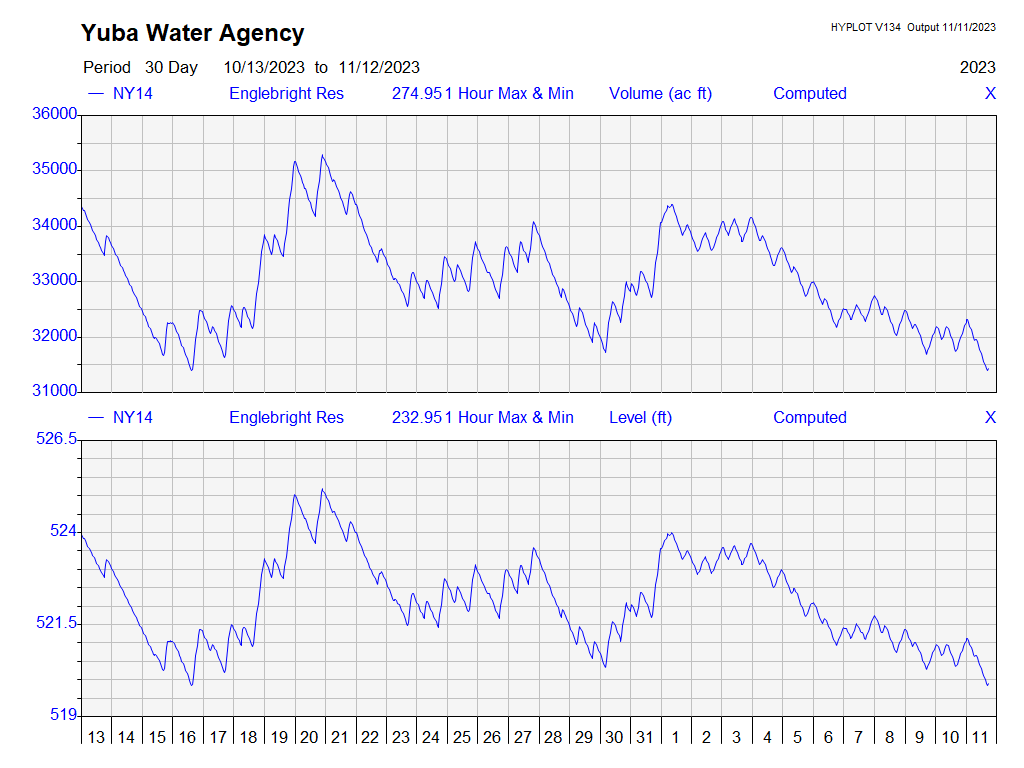 Yuba Water Agency
HYPLOT V134 Output 11/11/2023
Period 30 Day 10/13/2023 to 11/12/2023
2023
NY14 Englebright Res 274.951 Hour Max & Min Volume (ac ft) Computed X
36000
35000
34000
33000
32000
31000
NY14 Englebright Res 232.951 Hour Max & Min Level (ft) Computed X
526.5
524
521.5
519
13 14 15 16 17 18 19 20 21 22 23 24 25 26 27 28 29 30 31 1 2 3 4 5 6 7 8 9 10 11